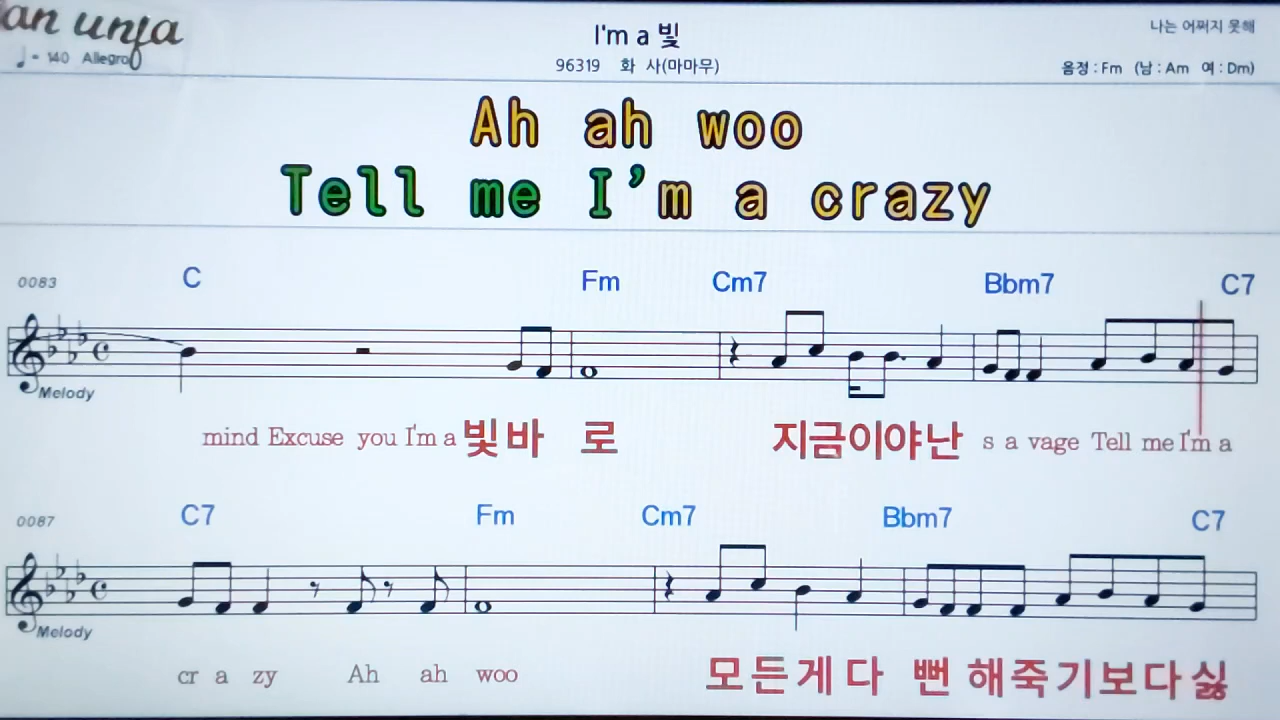 an unja
I'm a 빛
나는 어쩌지 못해
♩= 140 Allegro
96319 화 사(마마무)
음정 : Fm (남 : Am 여 : Dm)
Ah ah woo
Tell me I'm a crazy
0083 C Fm Cm7 Bbm7 C7
Melody
mind Excuse you I'm a 빛 바 로 지금이야난 s a vage Tell me I'm a
0087 C7 Fm Cm7 Bbm7 C7
Melody
cr a zy Ah ah woo 모든게 다 뻔 해죽기보다싫